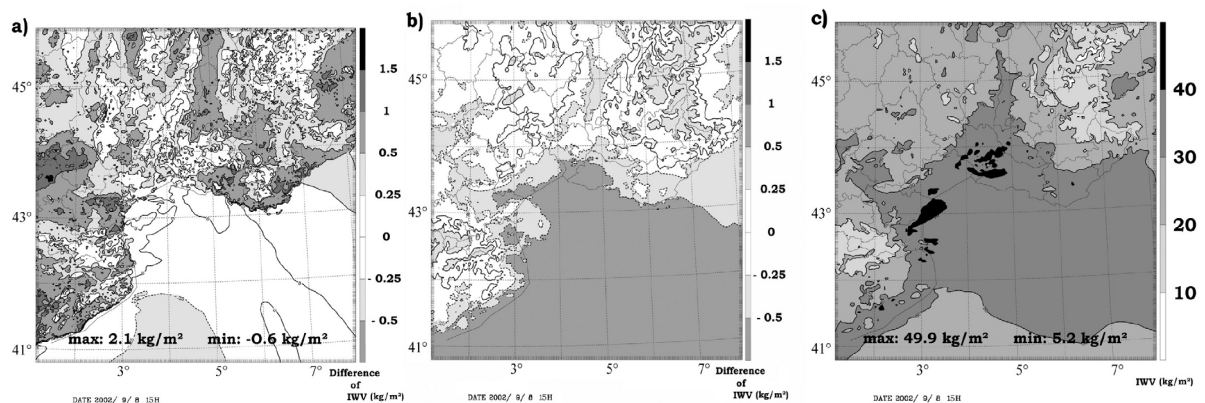 a)
45°
43°
41°
3°
5°
7°
1.5
1
0.5
0.25
0
- 0.25
- 0.5
max: 2.1 kg/m²
min: -0.6 kg/m²
Difference
of
IWV (kg/m²)
DATE 2002/ 9/ 8 15H
b)
45°
43°
41°
3°
5°
7°
1.5
1
0.5
0.25
0
-0.25
-0.5
Difference
of
IWV (kg/m²)
DATE 2002/ 9/ 8 15H
c)
45°
43°
41°
3°
5°
7°
40
30
20
10
max: 49.9 kg/m²
min: 5.2 kg/m²
IWV (kg/m²)
DATE 2002/ 9/ 8 15H